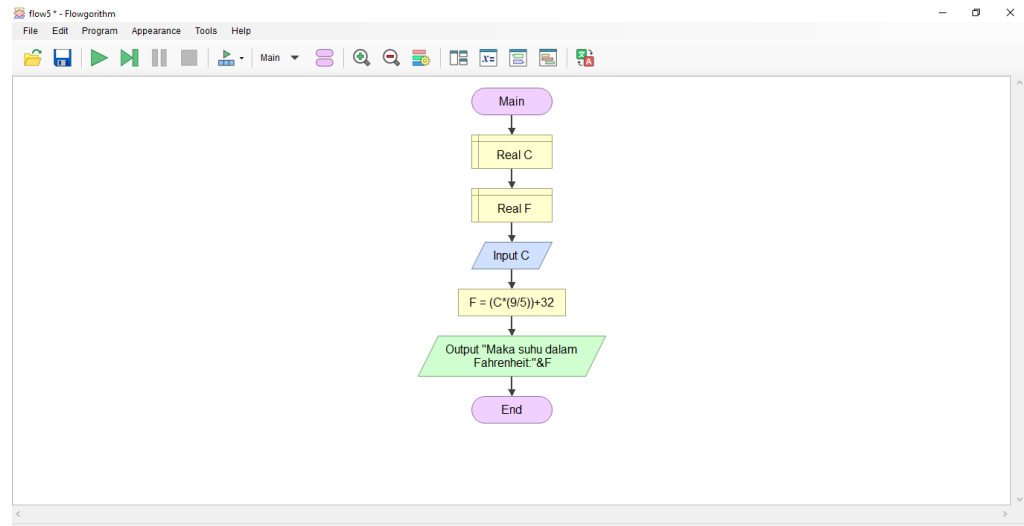 flow5 * - Flowgorithm
File Edit Program Appearance Tools Help
Main
X=
A
Main
Real C
Real F
Input C
F = (C*(9/5))+32
Output "Maka suhu dalam
Fahrenheit:"&F
End